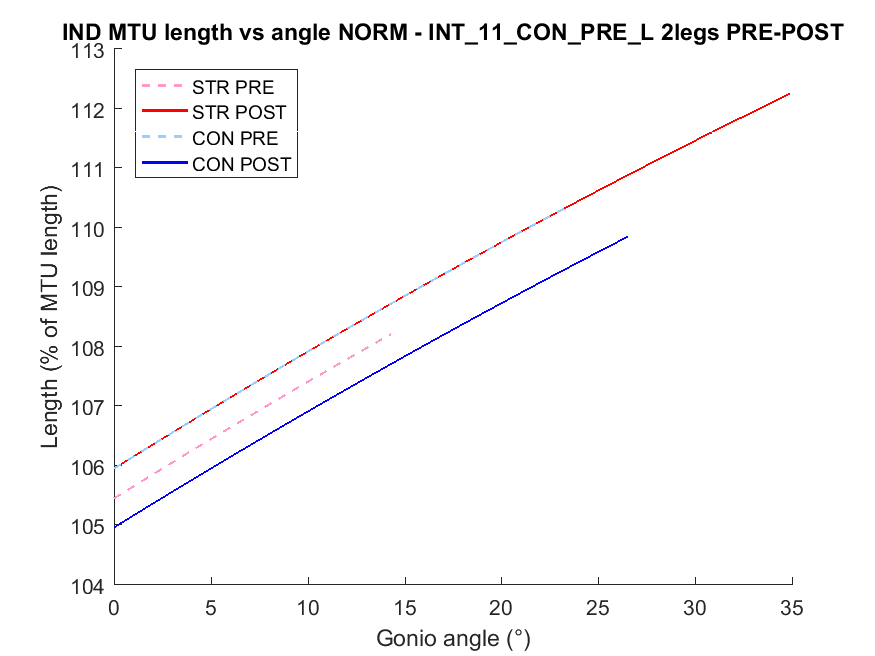 IND MTU length vs angle NORM - INT_11_CON_PRE_L 2legs PRE-POST
113
112
111
110
109
108
107
106
105
104
Length (% of MTU length)
STR PRE
STR POST
CON PRE
CON POST
0 5 10 15 20 25 30 35
Gonio angle (°)